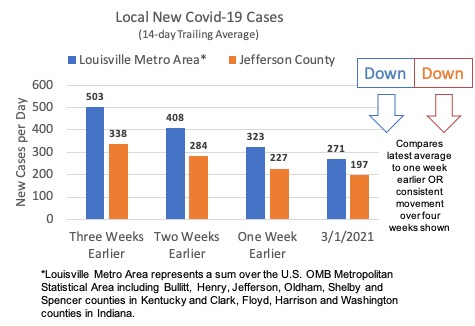 Local New Covid-19 Cases
(14-day Trailing Average)
Louisville Metro Area* Jefferson County
Down Down
Compares
latest average
to one week
earlier OR
consistent
movement
over four
weeks shown
New Cases per Day
600
500
400
300
200
100
0
503
338
408
284
323
227
271
197
Three Weeks
Earlier
Two Weeks
Earlier
One Week
Earlier
3/1/2021
*Louisville Metro Area represents a sum over the U.S. OMB Metropolitan
Statistical Area including Bullitt, Henry, Jefferson, Oldham, Shelby and
Spencer counties in Kentucky and Clark, Floyd, Harrison and Washington
counties in Indiana.